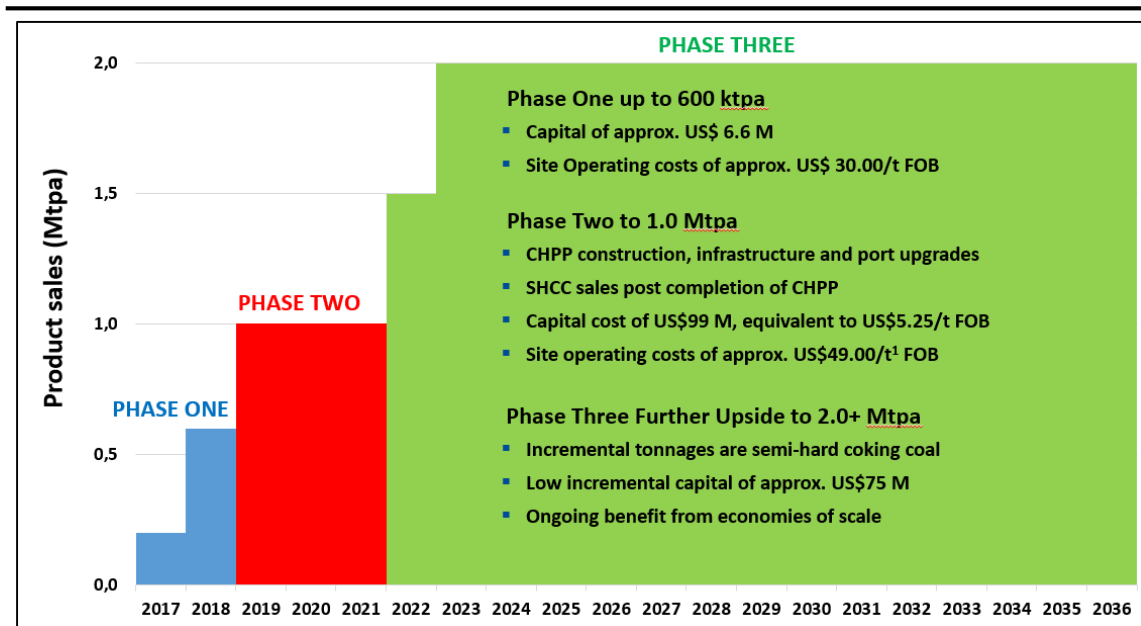 PHASE THREE
2,0
Phase One up to 600 ktpa
▪ Capital of approx. US$ 6.6 M
▪ Site Operating costs of approx. US$ 30.00/t FOB
1,5
Phase Two to 1.0 Mtpa
▪ CHPP construction, infrastructure and port upgrades
▪ SHCC sales post completion of CHPP
▪ Capital cost of US$99 M, equivalent to US$5.25/t FOB
▪ Site operating costs of approx. US$49.00/t¹ FOB
Product sales (Mtpa)
PHASE TWO
1,0
PHASE ONE
Phase Three Further Upside to 2.0+ Mtpa
▪ Incremental tonnages are semi-hard coking coal
▪ Low incremental capital of approx. US$75 M
▪ Ongoing benefit from economies of scale
0,5
0,0
2017 2018 2019 2020 2021 2022 2023 2024 2025 2026 2027 2028 2029 2030 2031 2032 2033 2034 2035 2036